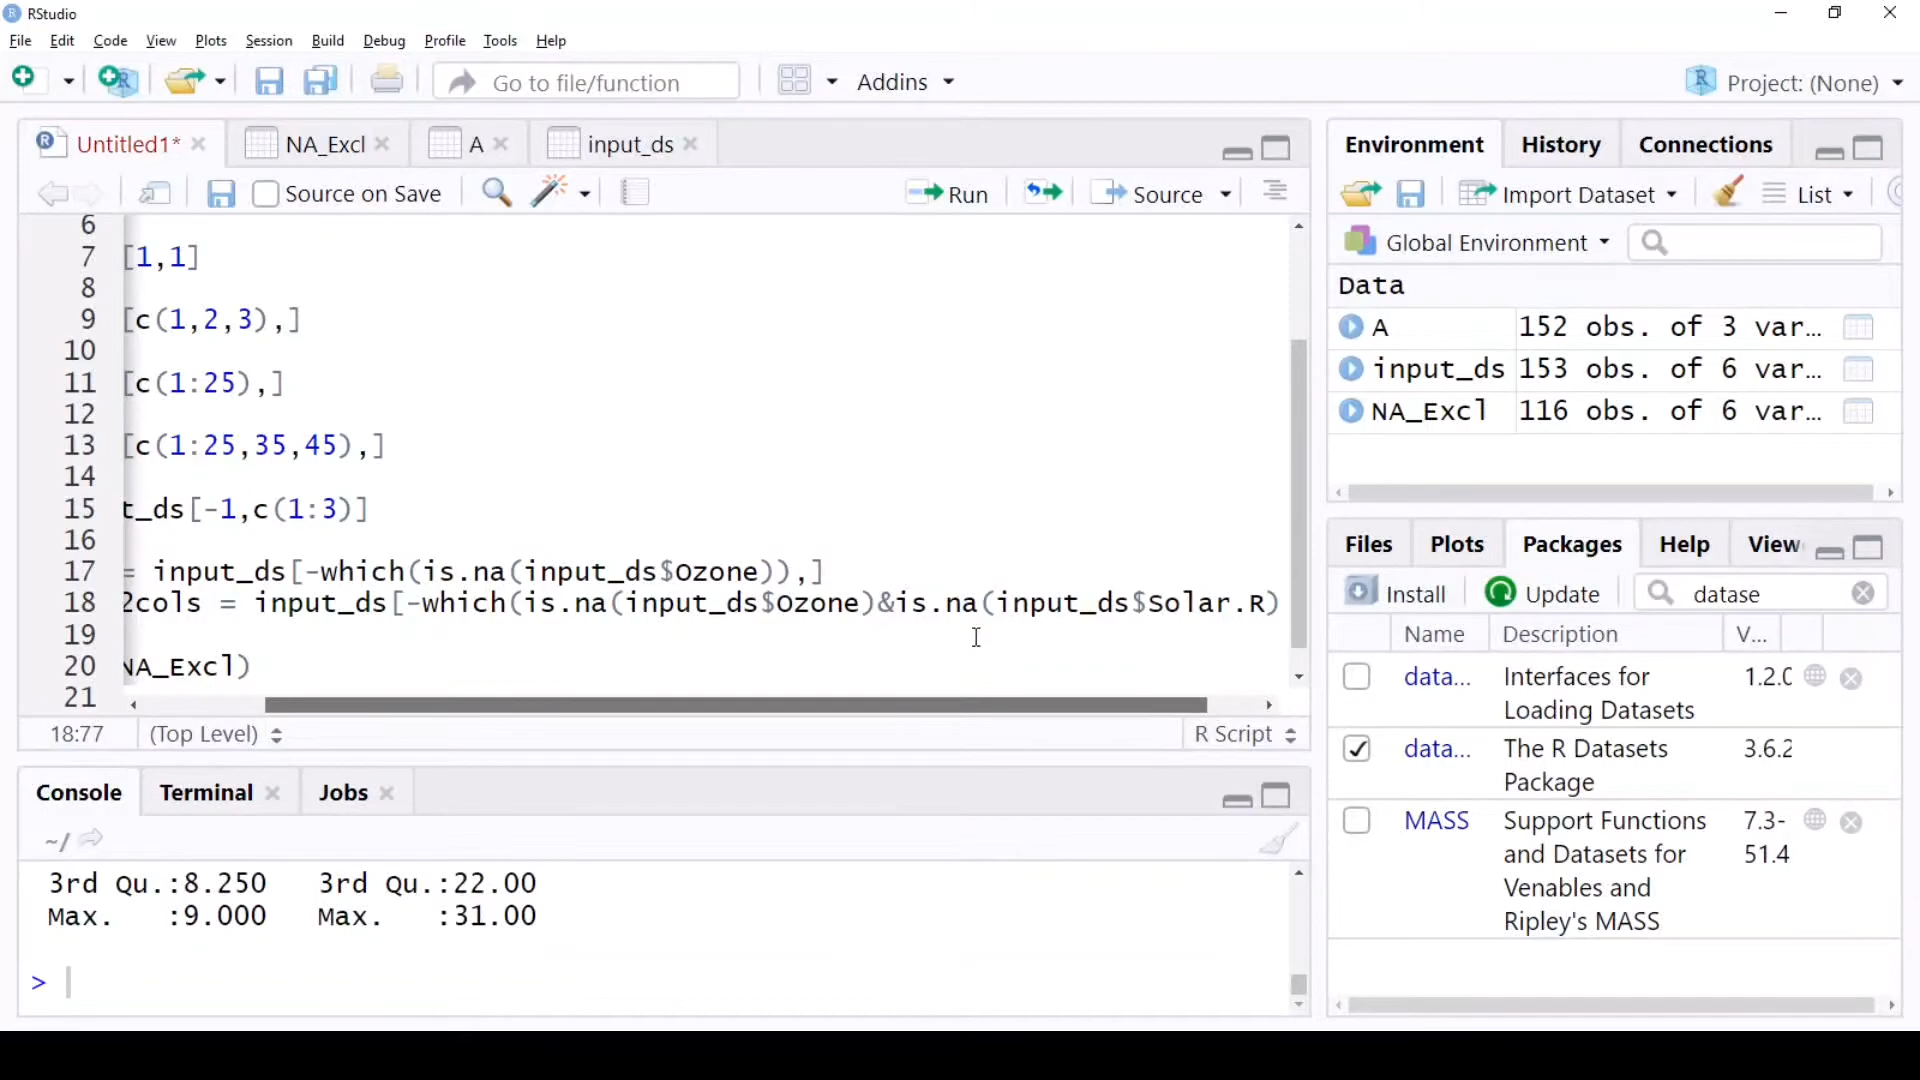 RStudio
File Edit Code View Plots Session Build Debug Profile Tools Help
Go to file/function Addins Project: (None)
Untitled1* NA_Excl A input_ds
Source on Save Run Source
6
7 [1,1]
8
9 [c(1,2,3),]
10
11 [c(1:25),]
12
13 [c(1:25,35,45),]
14
15 t_ds[-1,c(1:3)]
16
17 = input_ds[-which(is.na(input_ds$Ozone)),]
18 2cols = input_ds[-which(is.na(input_ds$Ozone)&is.na(input_ds$Solar.R)
19
20 NA_Excl)
21
18:77 (Top Level) R Script
Console Terminal Jobs
~/
3rd Qu.:8.250 3rd Qu.:22.00
Max. :9.000 Max. :31.00
>
Environment History Connections
Import Dataset List
Global Environment
Data
A 152 obs. of 3 var…
input_ds 153 obs. of 6 var…
NA_Excl 116 obs. of 6 var…
Files Plots Packages Help View
Install Update datase
Name Description V...
data... Interfaces for Loading Datasets 1.2.0
data... The R Datasets Package 3.6.2
MASS Support Functions and Datasets for Venables and Ripley's MASS 7.3-51.4